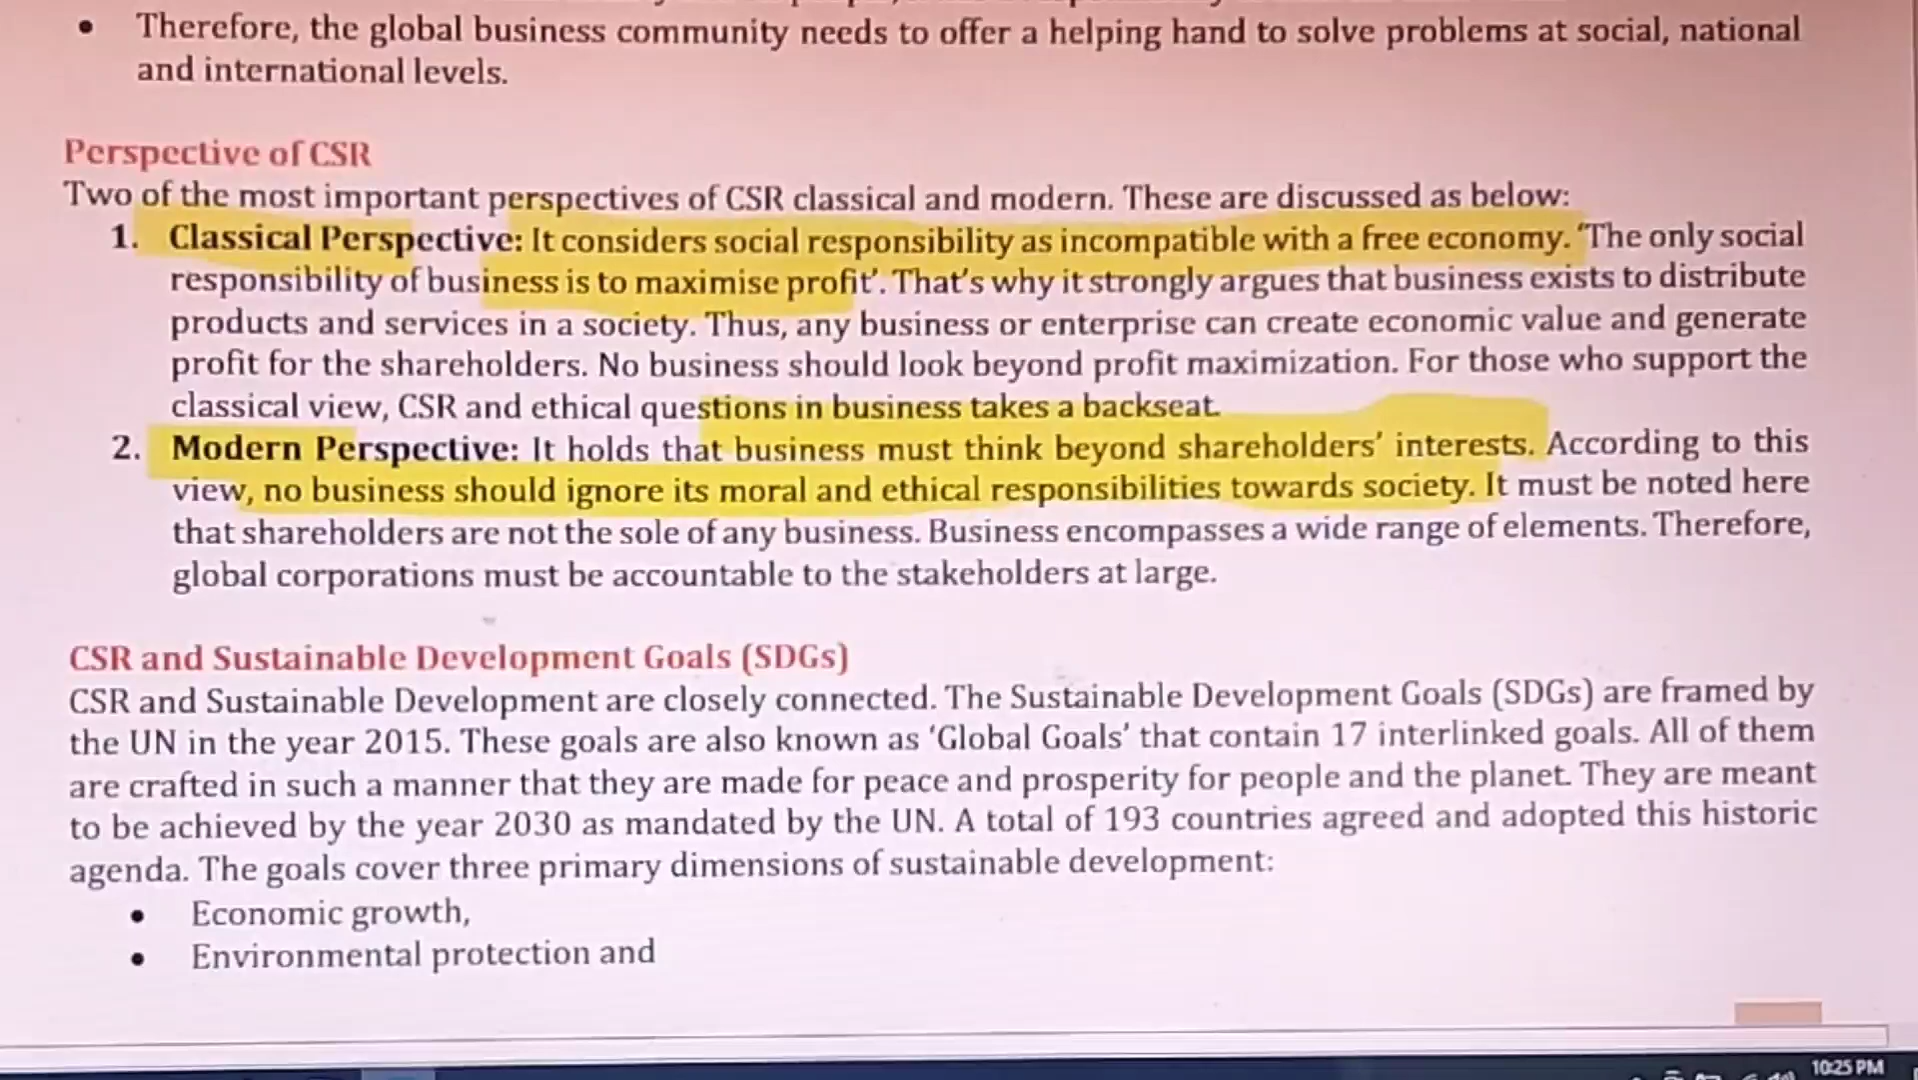 • Therefore, the global business community needs to offer a helping hand to solve problems at social, national
and international levels.
Perspective of CSR
Two of the most important perspectives of CSR classical and modern. These are discussed as below:
1. Classical Perspective: It considers social responsibility as incompatible with a free economy. 'The only social
responsibility of business is to maximise profit'. That's why it strongly argues that business exists to distribute
products and services in a society. Thus, any business or enterprise can create economic value and generate
profit for the shareholders. No business should look beyond profit maximization. For those who support the
classical view, CSR and ethical questions in business takes a backseat.
2. Modern Perspective: It holds that business must think beyond shareholders' interests. According to this
view, no business should ignore its moral and ethical responsibilities towards society. It must be noted here
that shareholders are not the sole of any business. Business encompasses a wide range of elements. Therefore,
global corporations must be accountable to the stakeholders at large.
CSR and Sustainable Development Goals (SDGs)
CSR and Sustainable Development are closely connected. The Sustainable Development Goals (SDGs) are framed by
the UN in the year 2015. These goals are also known as 'Global Goals' that contain 17 interlinked goals. All of them
are crafted in such a manner that they are made for peace and prosperity for people and the planet. They are meant
to be achieved by the year 2030 as mandated by the UN. A total of 193 countries agreed and adopted this historic
agenda. The goals cover three primary dimensions of sustainable development:
• Economic growth,
• Environmental protection and
10:25 PM